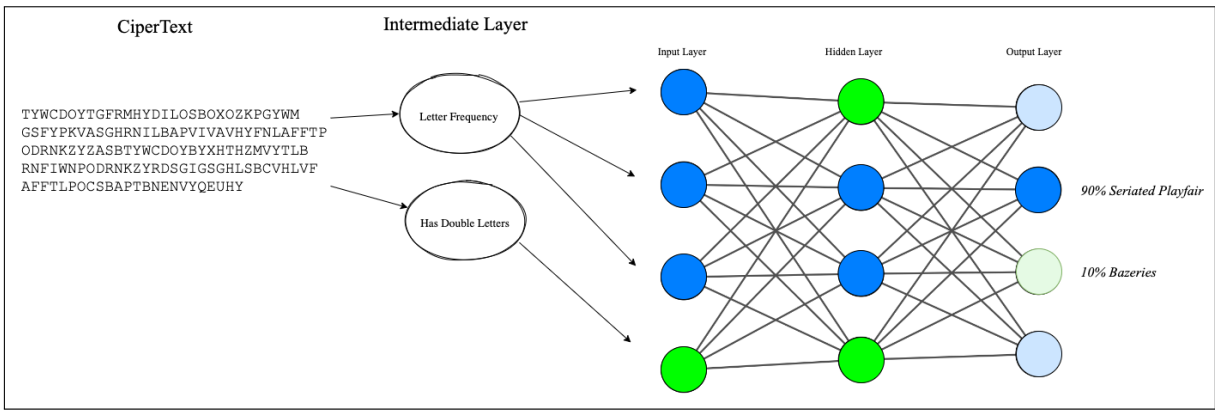 CiperText
Intermediate Layer
Input Layer
Hidden Layer
Output Layer
TYWCDOYTGFRMHYDILOSBOXOZKPGYWM
GSFYPKVASGHRNILBAPVIVAVHYFNLAFFTP
ODRNKZYZASBTYWCDOYBYXHTHZMVYTLB
RNFIWNPODRNKZYRDSGIGSGHLSBCVHLVF
AFFTLPOCSBAPTBNENVYQEUHY
Letter Frequency
Has Double Letters
90% Seriated Playfair
10% Bazeries